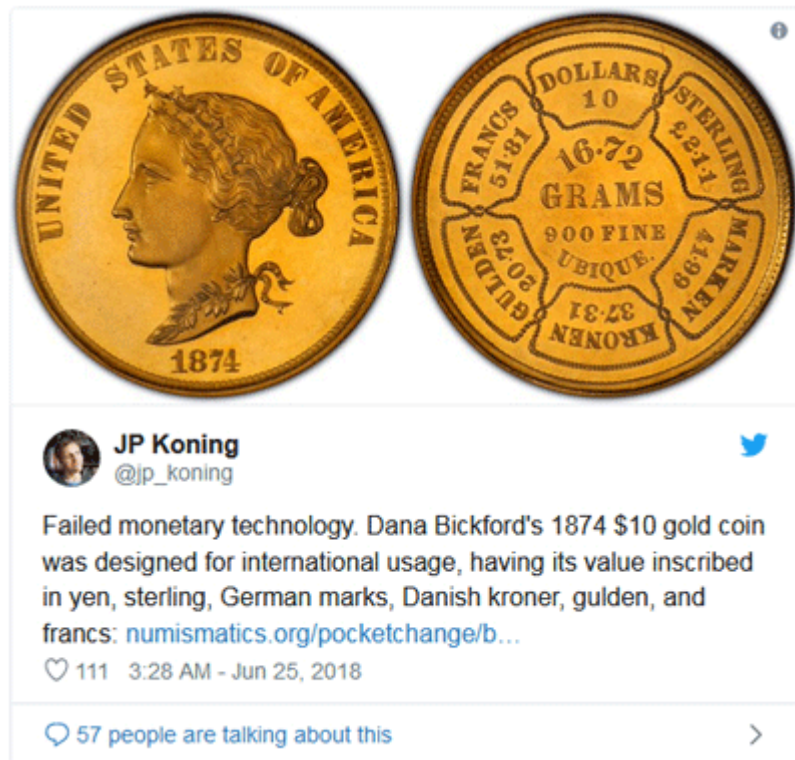 UNITED STATES OF AMERICA
1874
DOLLARS
10
STERLING
£.2.1.1
MARKEN
41.99
KRONEN
37.31
GULDEN
20.73
FRANCS
51.81
16.72
GRAMS
900 FINE
UBIQUE.
JP Koning
@jp_koning
Failed monetary technology. Dana Bickford's 1874 $10 gold coin
was designed for international usage, having its value inscribed
in yen, sterling, German marks, Danish kroner, gulden, and
francs: numismatics.org/pocketchange/b…
111 3:28 AM - Jun 25, 2018
57 people are talking about this